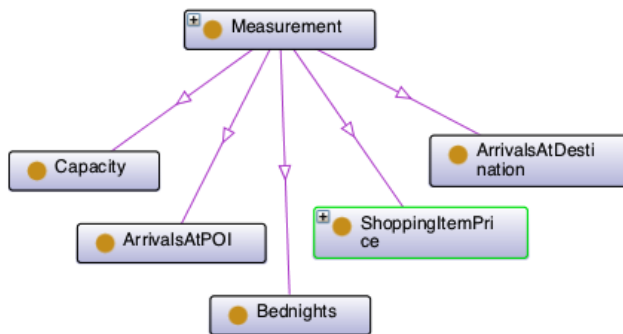 Measurement
Capacity
ArrivalsAtDesti
nation
ShoppingItemPri
ce
ArrivalsAtPOI
Bednights